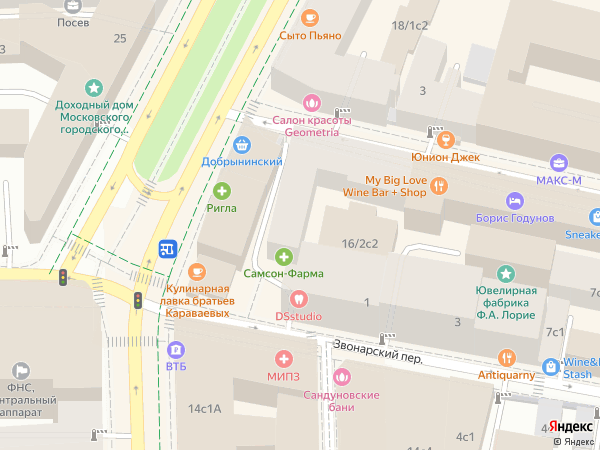 Посев
3
25
Сыто Пьяно
18/1с2
3
Доходный дом
Московского
городского...
Салон красоты
Geometria
Добрынинский
Юнион Джек
МАКС-М
My Big Love
Wine Bar + Shop
Ригла
Борис Годунов
Sneake
16/2с2
Самсон-Фарма
Кулинарная
лавка братьев
Караваевых
Ювелирная
фабрика
Ф.А. Лорие
7с
DSstudio
1
3
7с1
Звонарский пер.
ВТБ
МИПЗ
Antiquarny
Wine&
Stash
ФНС,
нтральный
аппарат
Сандуновские
бани
14с1А
4с1
14с4
Яндекс